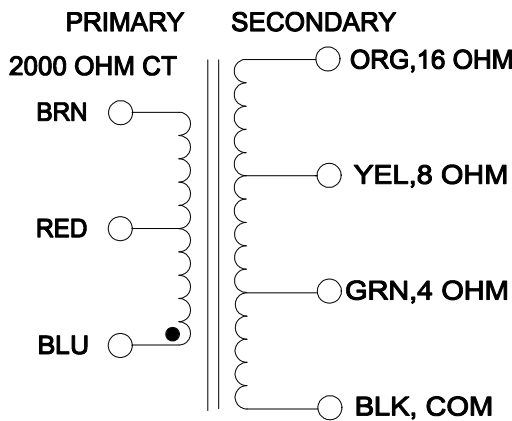 PRIMARY
SECONDARY
2000 OHM CT
ORG,16 OHM
BRN
YEL,8 OHM
RED
GRN,4 OHM
BLU
BLK, COM